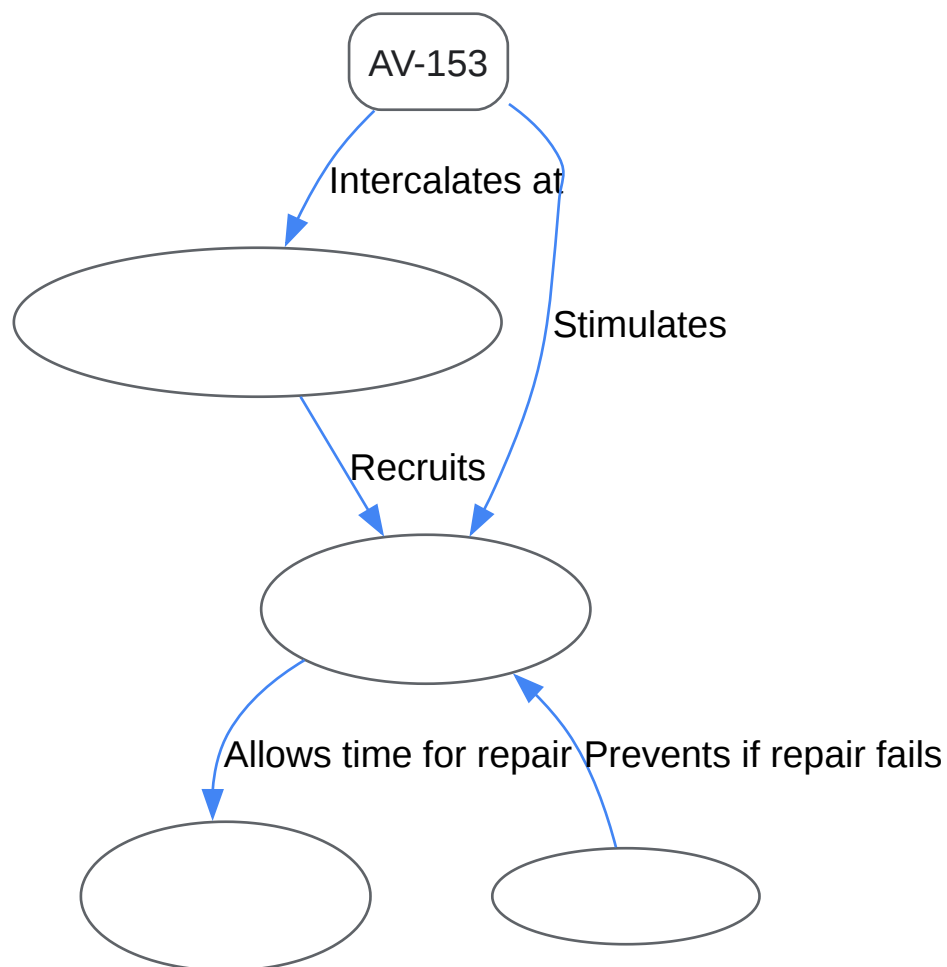 AV-153
Intercalates at
Stimulates
Recruits
Allows time for repair
Prevents if repair fails